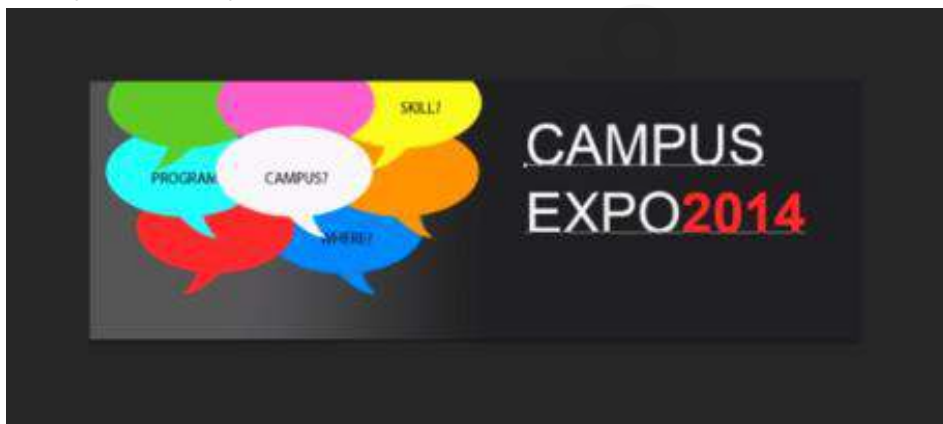 SKILL?
PROGRAM
CAMPUS?
WHERE?
CAMPUS
EXPO2014